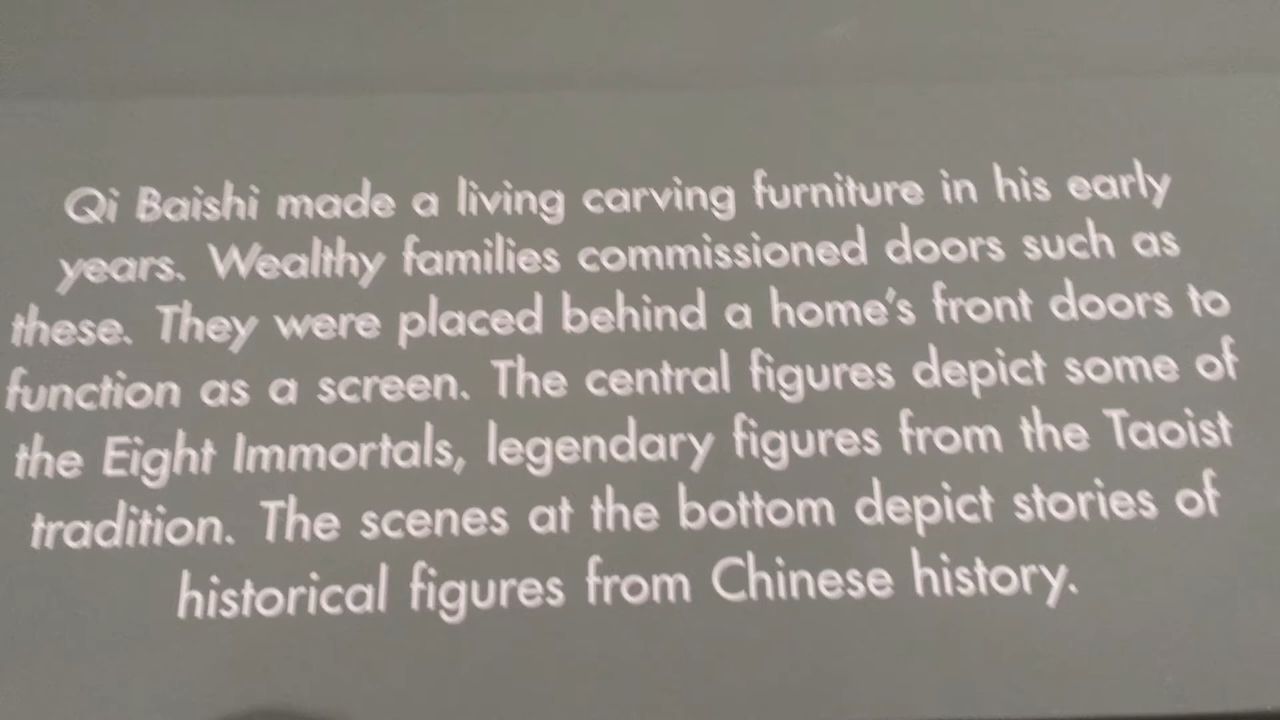 Qi Baishi made a living carving furniture in his early
years. Wealthy families commissioned doors such as
these. They were placed behind a home's front doors to
function as a screen. The central figures depict some of
the Eight Immortals, legendary figures from the Taoist
tradition. The scenes at the bottom depict stories of
historical figures from Chinese history.